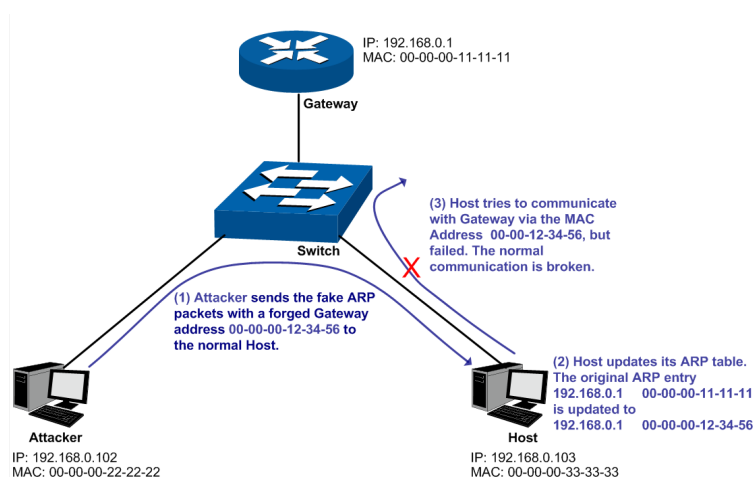 IP: 192.168.0.1
MAC: 00-00-00-11-11-11
Gateway
Switch
(3) Host tries to communicate
with Gateway via the MAC
Address 00-00-12-34-56, but
failed. The normal
communication is broken.
(1) Attacker sends the fake ARP
packets with a forged Gateway
address 00-00-00-12-34-56 to
the normal Host.
(2) Host updates its ARP table.
The original ARP entry
192.168.0.1 00-00-00-11-11-11
is updated to
192.168.0.1 00-00-00-12-34-56
Attacker
IP: 192.168.0.102
MAC: 00-00-00-22-22-22
Host
IP: 192.168.0.103
MAC: 00-00-00-33-33-33